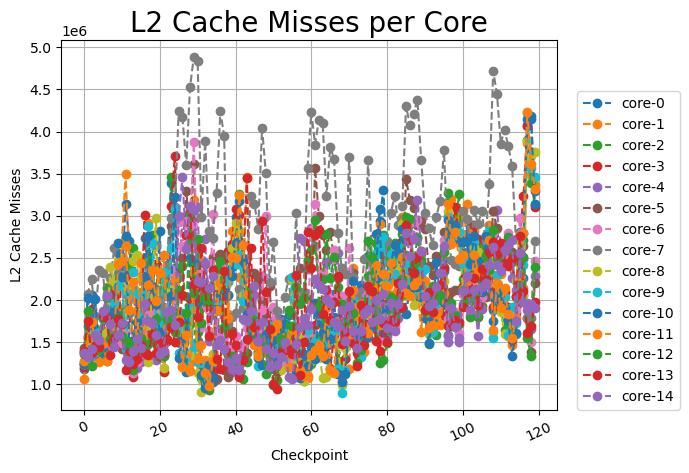 L2 Cache Misses per Core
1e6
5.0
4.5
4.0
3.5
3.0
2.5
2.0
1.5
1.0
L2 Cache Misses
0
20
40
60
80
100
120
Checkpoint
core-0
core-1
core-2
core-3
core-4
core-5
core-6
core-7
core-8
core-9
core-10
core-11
core-12
core-13
core-14